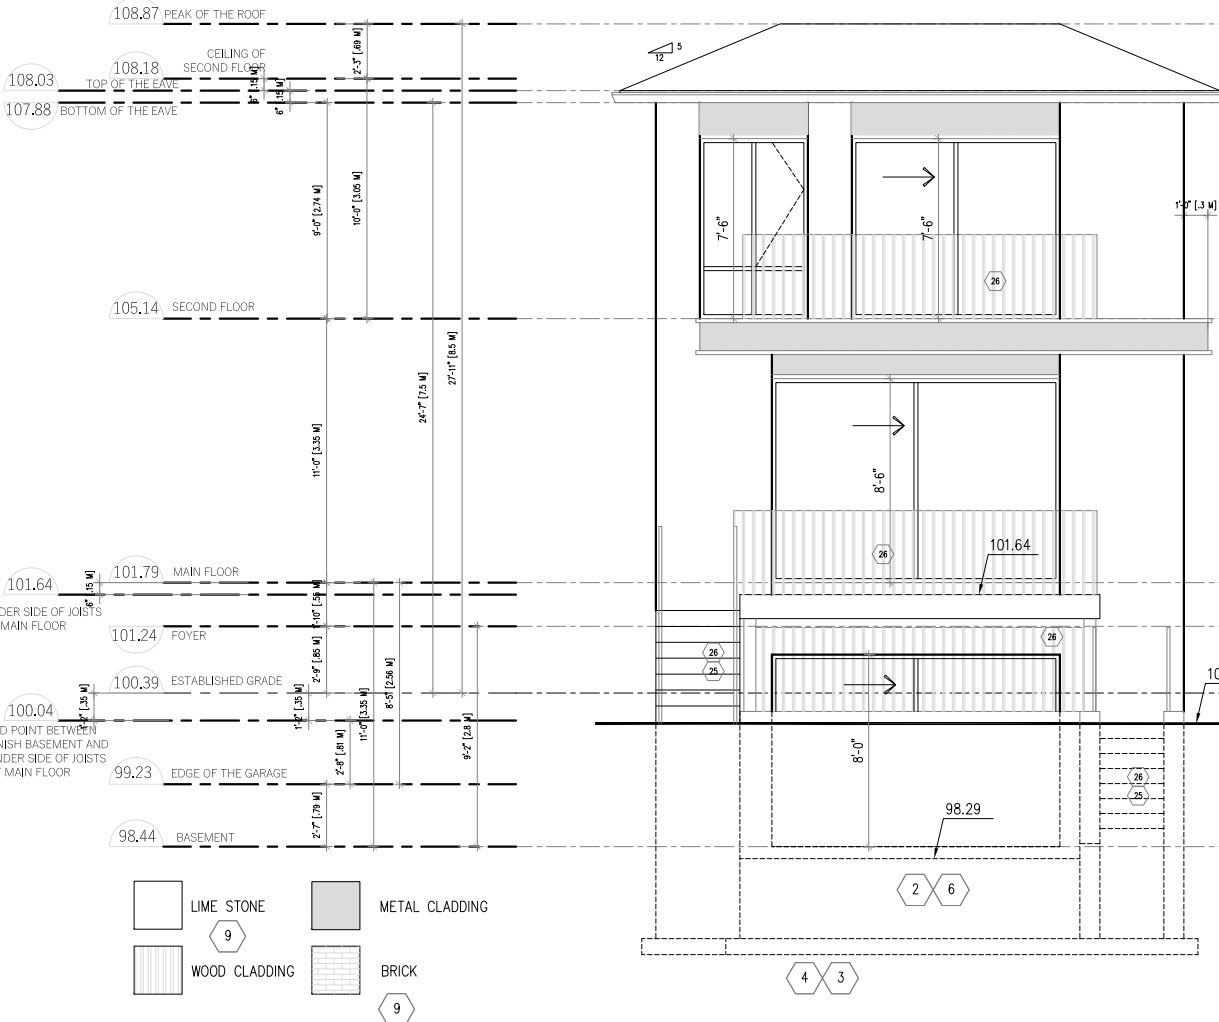 108.87 PEAK OF THE ROOF
CEILING OF
108.18 SECOND FLOOR
108.03 TOP OF THE EAVE
107.88 BOTTOM OF THE EAVE
6" [.15 M]
6" [.15 M]
2'-3" [.69 M]
9'-0" [2.74 M]
10'-0" [3.05 M]
105.14 SECOND FLOOR
27'-11" [8.5 M]
24'-7" [7.5 M]
11'-0" [3.35 M]
101.79 MAIN FLOOR
101.64
6" [.15 M]
DER SIDE OF JOISTS
MAIN FLOOR
1'-10" [.56 M]
101.24 FOYER
2'-9" [.85 M]
8'-5" [2.56 M]
100.39 ESTABLISHED GRADE
1'-2" [.35 M]
1'-2" [.35 M]
11'-0" [3.35 M]
9'-2" [2.8 M]
100.04
D POINT BETWEEN
NISH BASEMENT AND
NDER SIDE OF JOISTS
MAIN FLOOR
2'-8" [.81 M]
99.23 EDGE OF THE GARAGE
2'-7" [.79 M]
98.44 BASEMENT
5
12
7'-6"
7'-6"
1'-0" [.3 M]
26
8'-6"
26
101.64
26
26
25
10
8'-0"
26
25
98.29
2 6
4 3
LIME STONE
9
METAL CLADDING
WOOD CLADDING
BRICK
9